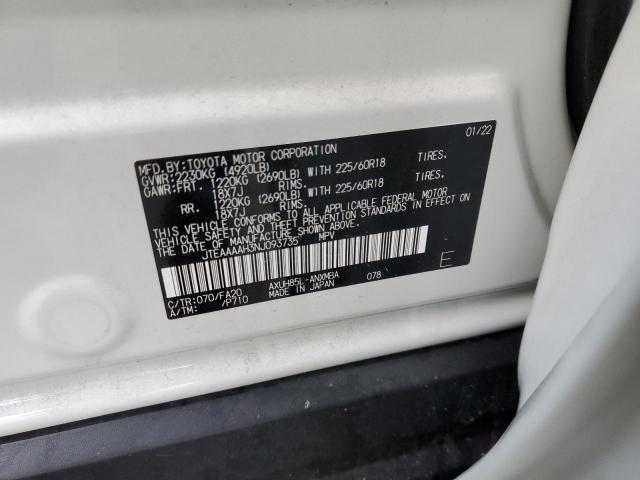 MFD.BY:TOYOTA MOTOR CORPORATION 01/22
GVWR:2230KG (4920LB)
GAWR:FRT. 1220KG (2690LB) WITH 225/60R18 TIRES.
18X7J RIMS.
RR. 1220KG (2690LB) WITH 225/60R18 TIRES.
18X7J RIMS.
THIS VEHICLE CONFORMS TO ALL APPLICABLE FEDERAL MOTOR
VEHICLE SAFETY AND THEFT PREVENTION STANDARDS IN EFFECT
ON THE DATE OF MANUFACTURE SHOWN ABOVE.
JTEAAAAH3NJ093735 MPV
C/TR:070/FA20 AXUH85L-ANXMBA
A/TM: /P710 MADE IN JAPAN 078 E